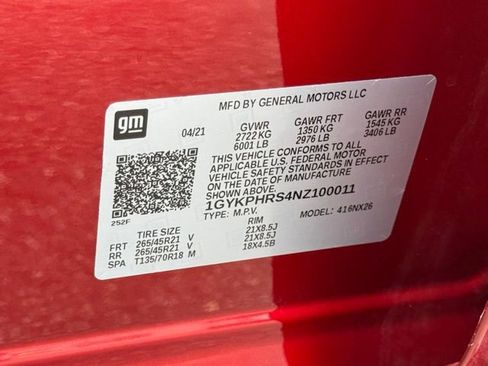 MFD BY GENERAL MOTORS LLC
gm
04/21
GVWR GAWR FRT GAWR RR
2722 KG 1350 KG 1545 KG
6001 LB 2976 LB 3406 LB
THIS VEHICLE CONFORMS TO ALL
APPLICABLE U.S. FEDERAL MOTOR
VEHICLE SAFETY STANDARDS IN EFFECT
ON THE DATE OF MANUFACTURE
SHOWN ABOVE.
1GYKPHRS4NZ100011
TYPE: M.P.V. MODEL: 416NX26
252F
TIRE SIZE RIM
FRT 265/45R21 V 21X8.5J
RR 265/45R21 V 21X8.5J
SPA T135/70R18 M 18X4.5B